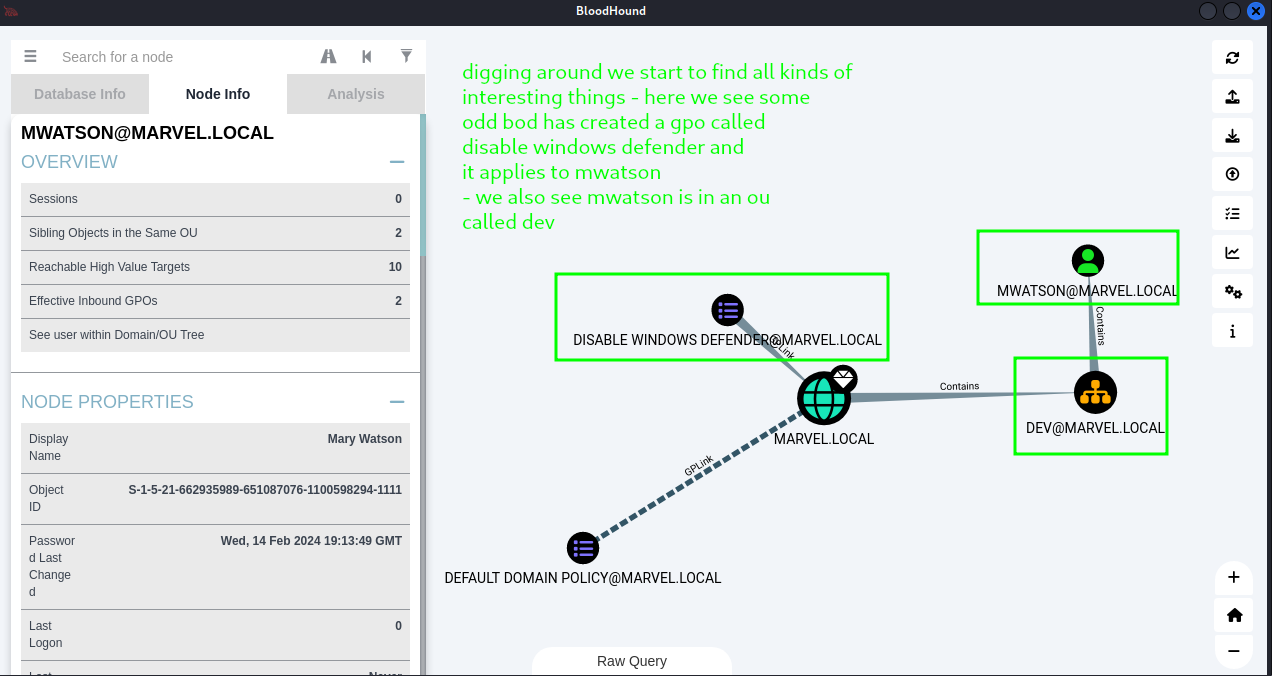 BloodHound
Search for a node
Database Info
Node Info
Analysis
MWATSON@MARVEL.LOCAL
OVERVIEW
Sessions 0
Sibling Objects in the Same OU 2
Reachable High Value Targets 10
Effective Inbound GPOs 2
See user within Domain/OU Tree
NODE PROPERTIES
Display Mary Watson
Name
Object S-1-5-21-662935989-651087076-1100598294-1111
ID
Passwor Wed, 14 Feb 2024 19:13:49 GMT
d Last
Change
d
Last 0
Logon
Last Never
digging around we start to find all kinds of
interesting things - here we see some
odd bod has created a gpo called
disable windows defender and
it applies to mwatson
- we also see mwatson is in an ou
called dev
MWATSON@MARVEL.LOCAL
Contains
DISABLE WINDOWS DEFENDER@MARVEL.LOCAL
GPLink
Contains
DEV@MARVEL.LOCAL
MARVEL.LOCAL
GPLink
DEFAULT DOMAIN POLICY@MARVEL.LOCAL
Raw Query